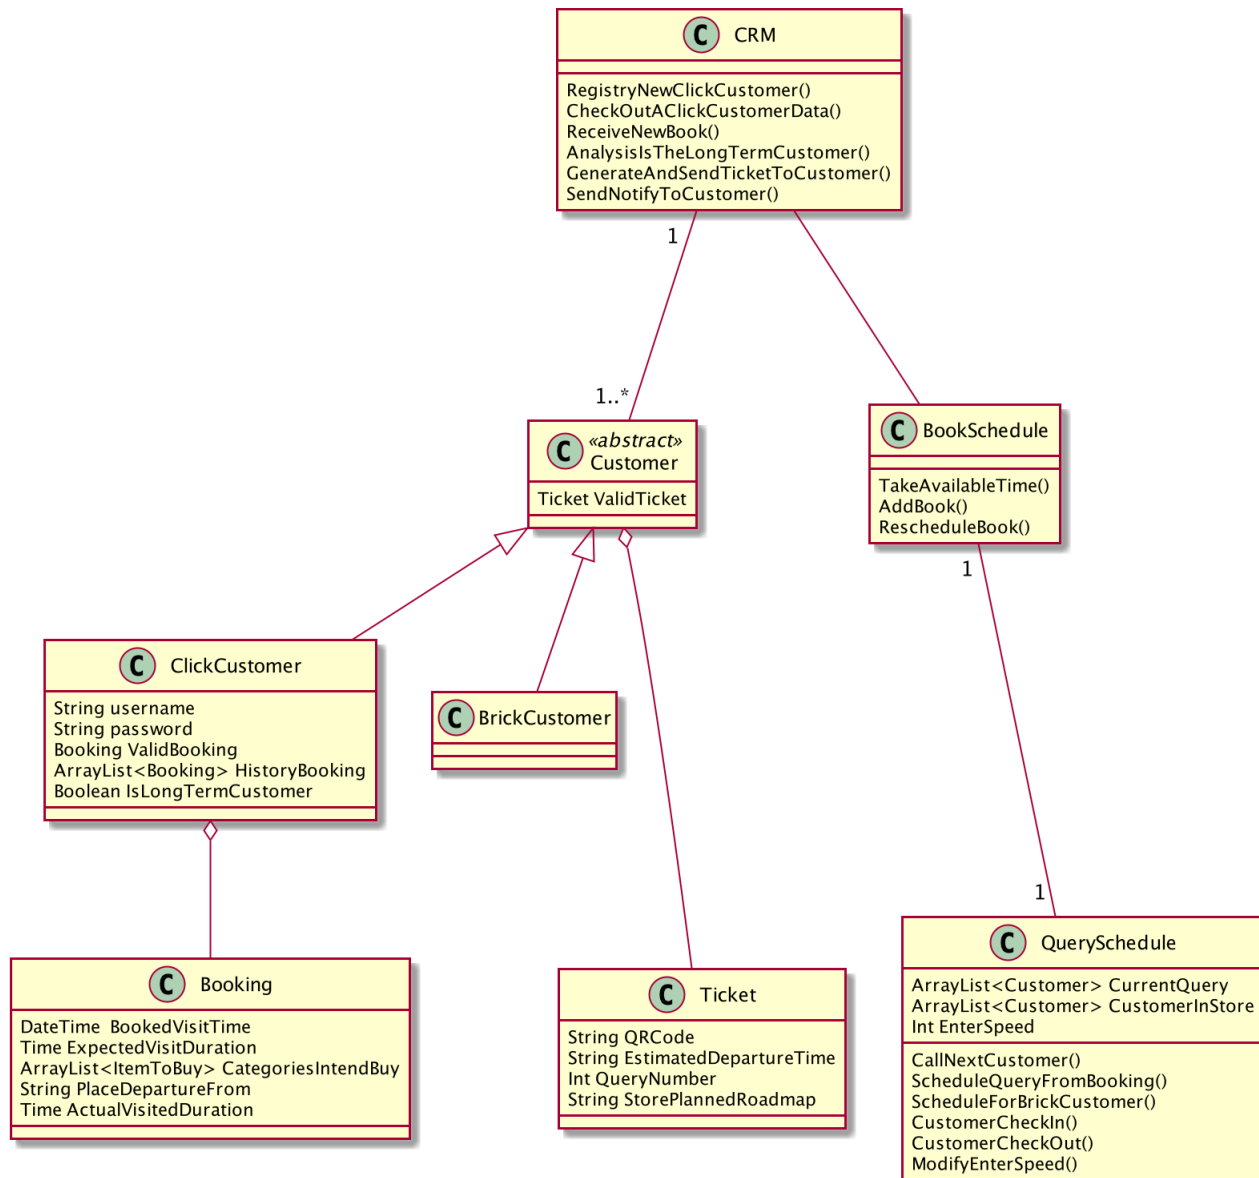 C CRM
RegistryNewClickCustomer()
CheckOutAClickCustomerData()
ReceiveNewBook()
AnalysisIsTheLongTermCustomer()
GenerateAndSendTicketToCustomer()
SendNotifyToCustomer()
1
1..*
C «abstract»
Customer
Ticket ValidTicket
C BookSchedule
TakeAvailableTime()
AddBook()
RescheduleBook()
1
1
C ClickCustomer
String username
String password
Booking ValidBooking
ArrayList<Booking> HistoryBooking
Boolean IsLongTermCustomer
C BrickCustomer
C Booking
DateTime  BookedVisitTime
Time ExpectedVisitDuration
ArrayList<ItemToBuy> CategoriesIntendBuy
String PlaceDepartureFrom
Time ActualVisitedDuration
C Ticket
String QRCode
String EstimatedDepartureTime
Int QueryNumber
String StorePlannedRoadmap
C QuerySchedule
ArrayList<Customer> CurrentQuery
ArrayList<Customer> CustomerInStore
Int EnterSpeed
CallNextCustomer()
ScheduleQueryFromBooking()
ScheduleForBrickCustomer()
CustomerCheckIn()
CustomerCheckOut()
ModifyEnterSpeed()